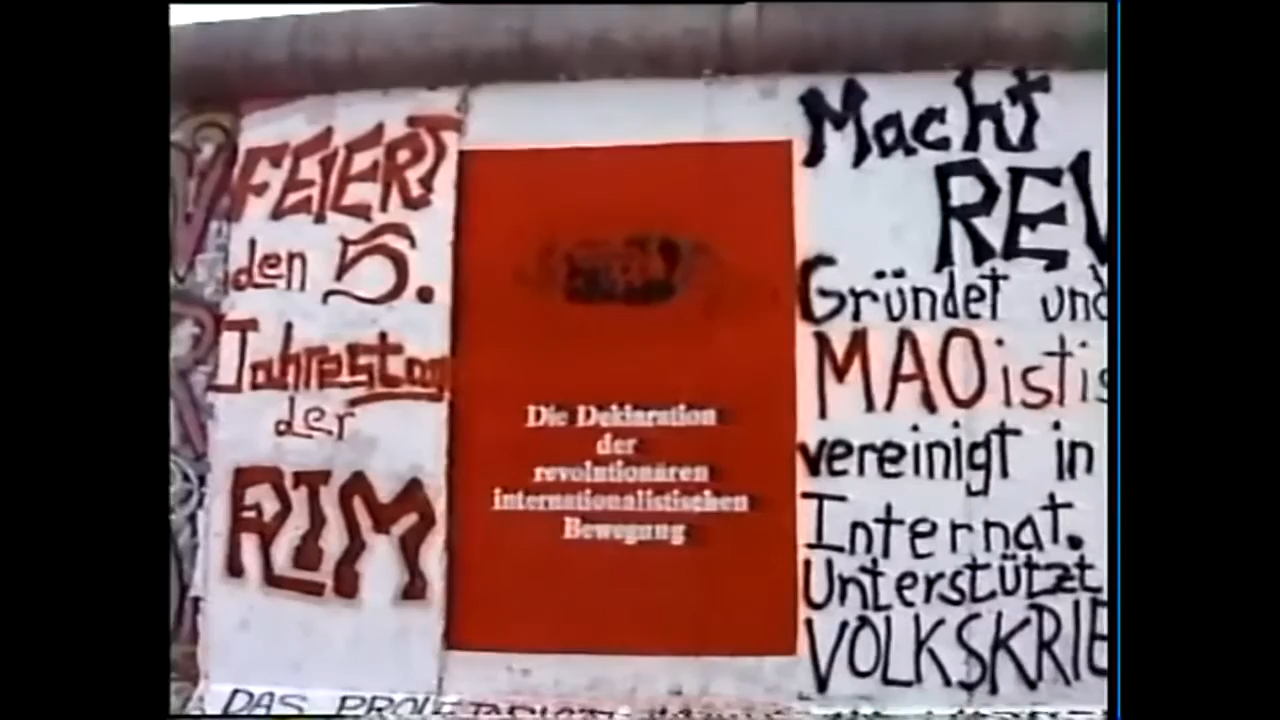 FEIERT
den 5.
Jahrestag
der
RIM
Die Deklaration
der
revolutionären
internationalistischen
Bewegung
Macht
REV
Gründet und
MAOistis
vereinigt in
Internat.
Unterstützt
VOLKSKRIE
DAS